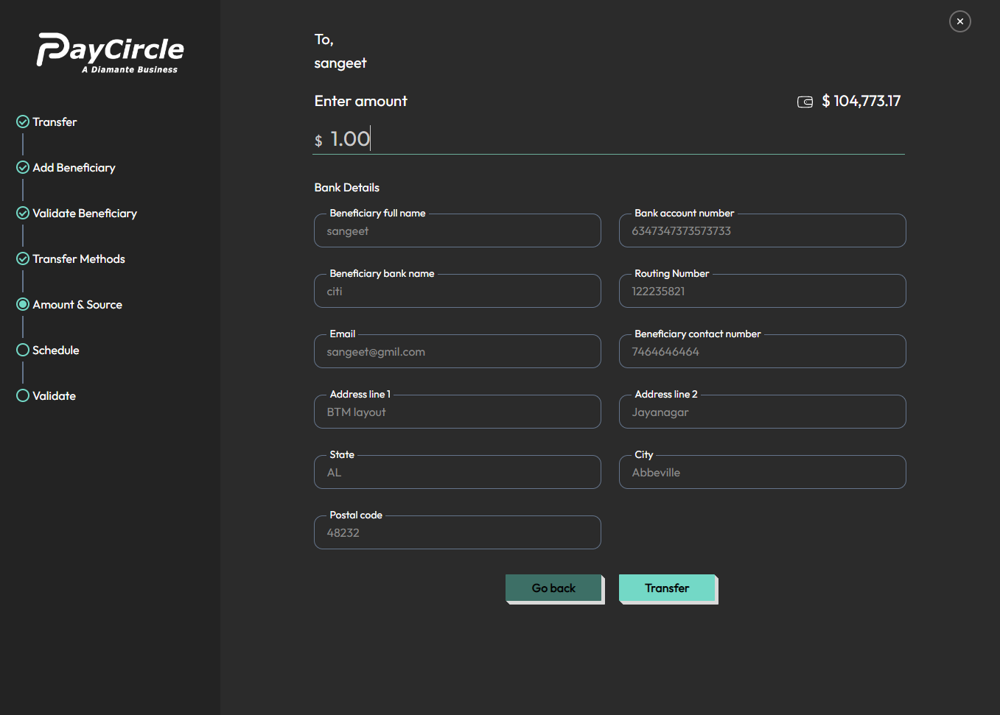 PayCircle
A Diamante Business
Transfer
Add Beneficiary
Validate Beneficiary
Transfer Methods
Amount & Source
Schedule
Validate
To,
sangeet
Enter amount
$ 104,773.17
$ 1.00
Bank Details
Beneficiary full name
sangeet
Bank account number
6347347373573733
Beneficiary bank name
citi
Routing Number
122235821
Email
sangeet@gmil.com
Beneficiary contact number
7464646464
Address line 1
BTM layout
Address line 2
Jayanagar
State
AL
City
Abbeville
Postal code
48232
Go back
Transfer